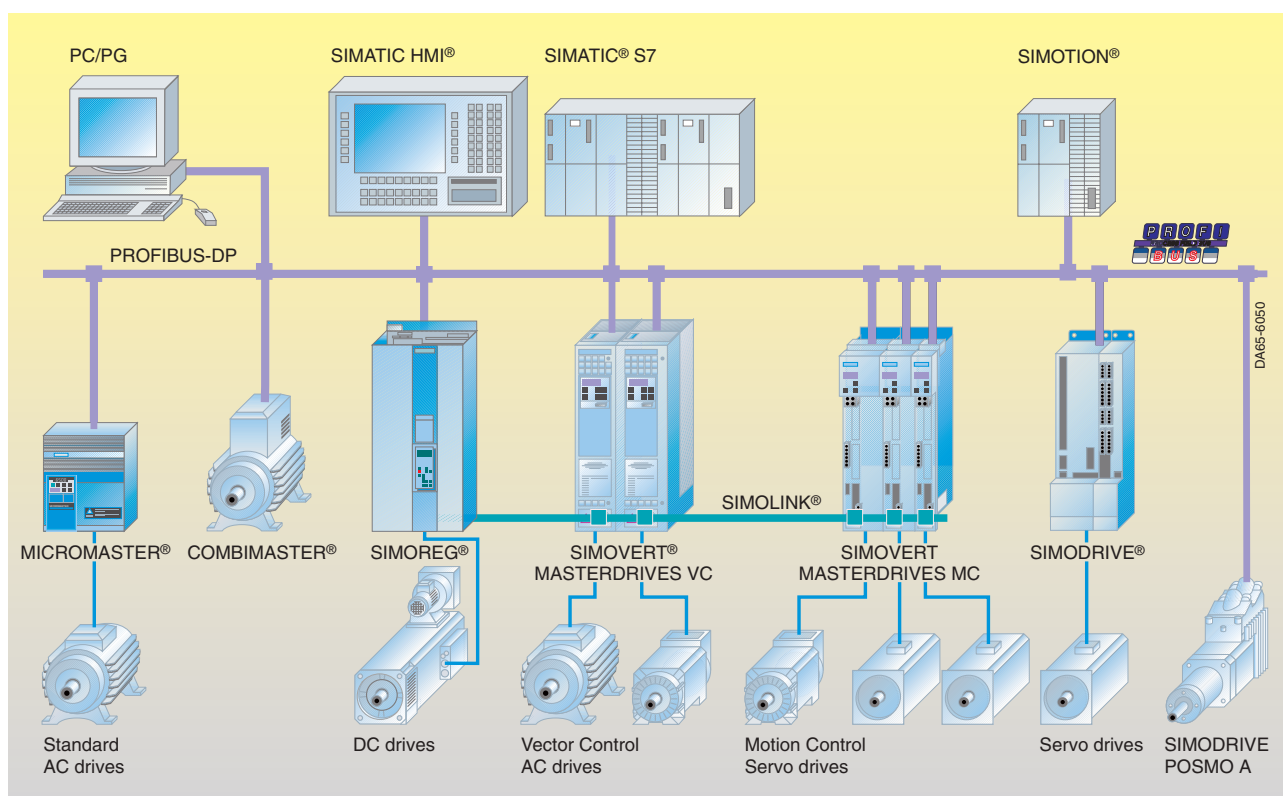 PC/PG
SIMATIC HMI®
SIMATIC® S7
SIMOTION®
PROFIBUS-DP
PROFI
BUS
DA65-6050
SIMOLINK®
MICROMASTER®
COMBIMASTER®
SIMOREG®
SIMOVERT®
MASTERDRIVES VC
SIMOVERT
MASTERDRIVES MC
SIMODRIVE®
Standard
AC drives
DC drives
Vector Control
AC drives
Motion Control
Servo drives
Servo drives
SIMODRIVE
POSMO A